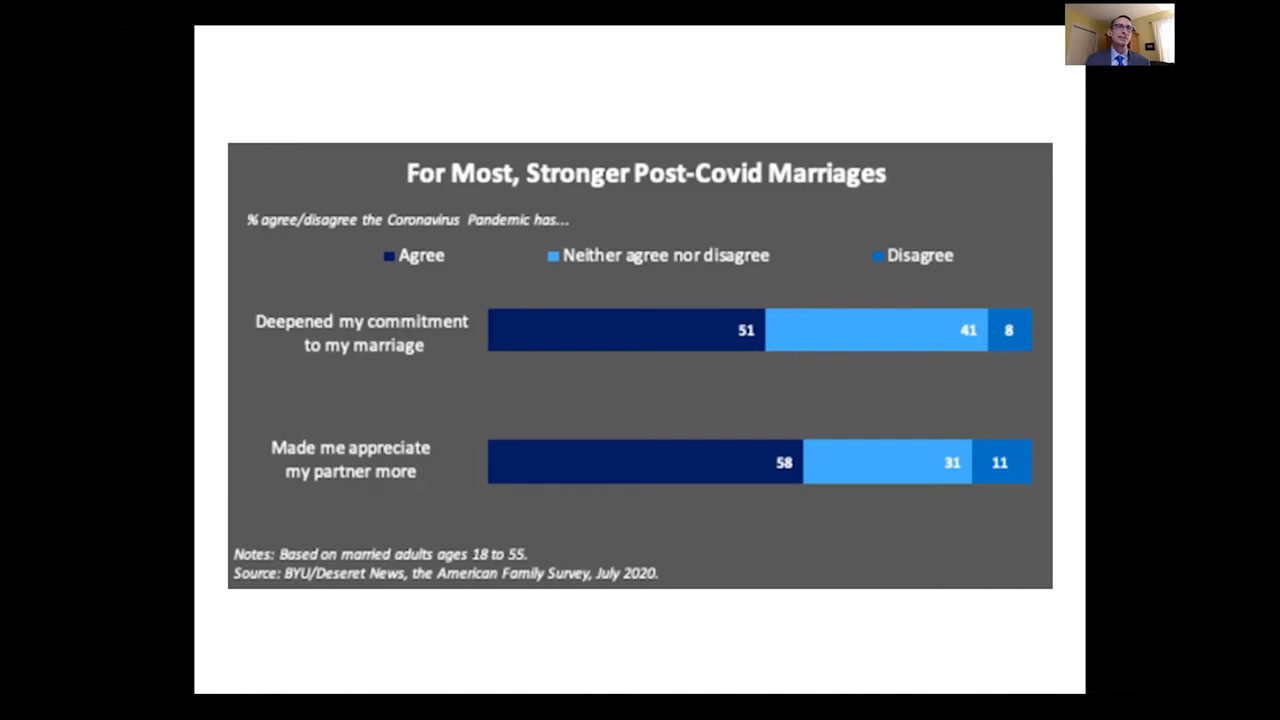 For Most, Stronger Post-Covid Marriages
% agree/disagree the Coronavirus Pandemic has...
Agree
Neither agree nor disagree
Disagree
Deepened my commitment
to my marriage
51
41
8
Made me appreciate
my partner more
58
31
11
Notes: Based on married adults ages 18 to 55.
Source: BYU/Deseret News, the American Family Survey, July 2020.